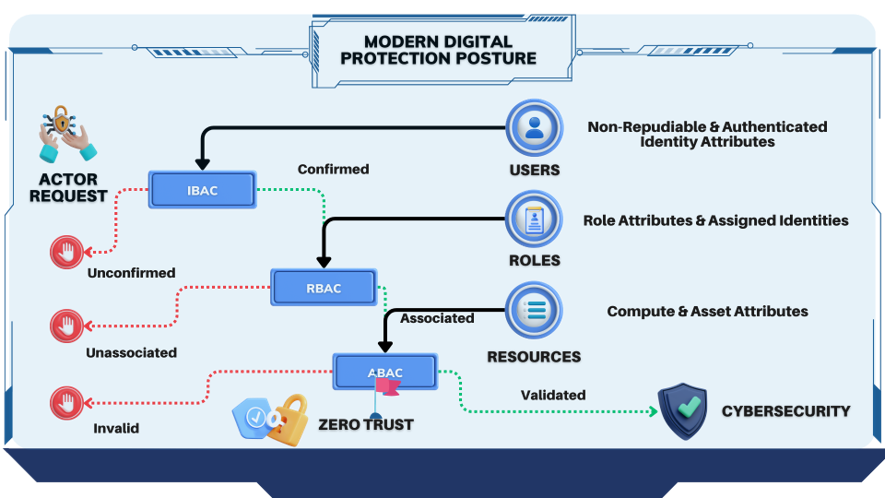 MODERN DIGITAL
PROTECTION POSTURE
ACTOR
REQUEST
IBAC
Confirmed
USERS
Non-Repudiable & Authenticated
Identity Attributes
Unconfirmed
RBAC
ROLES
Role Attributes & Assigned Identities
Unassociated
Associated
RESOURCES
Compute & Asset Attributes
ABAC
Invalid
ZERO TRUST
Validated
CYBERSECURITY